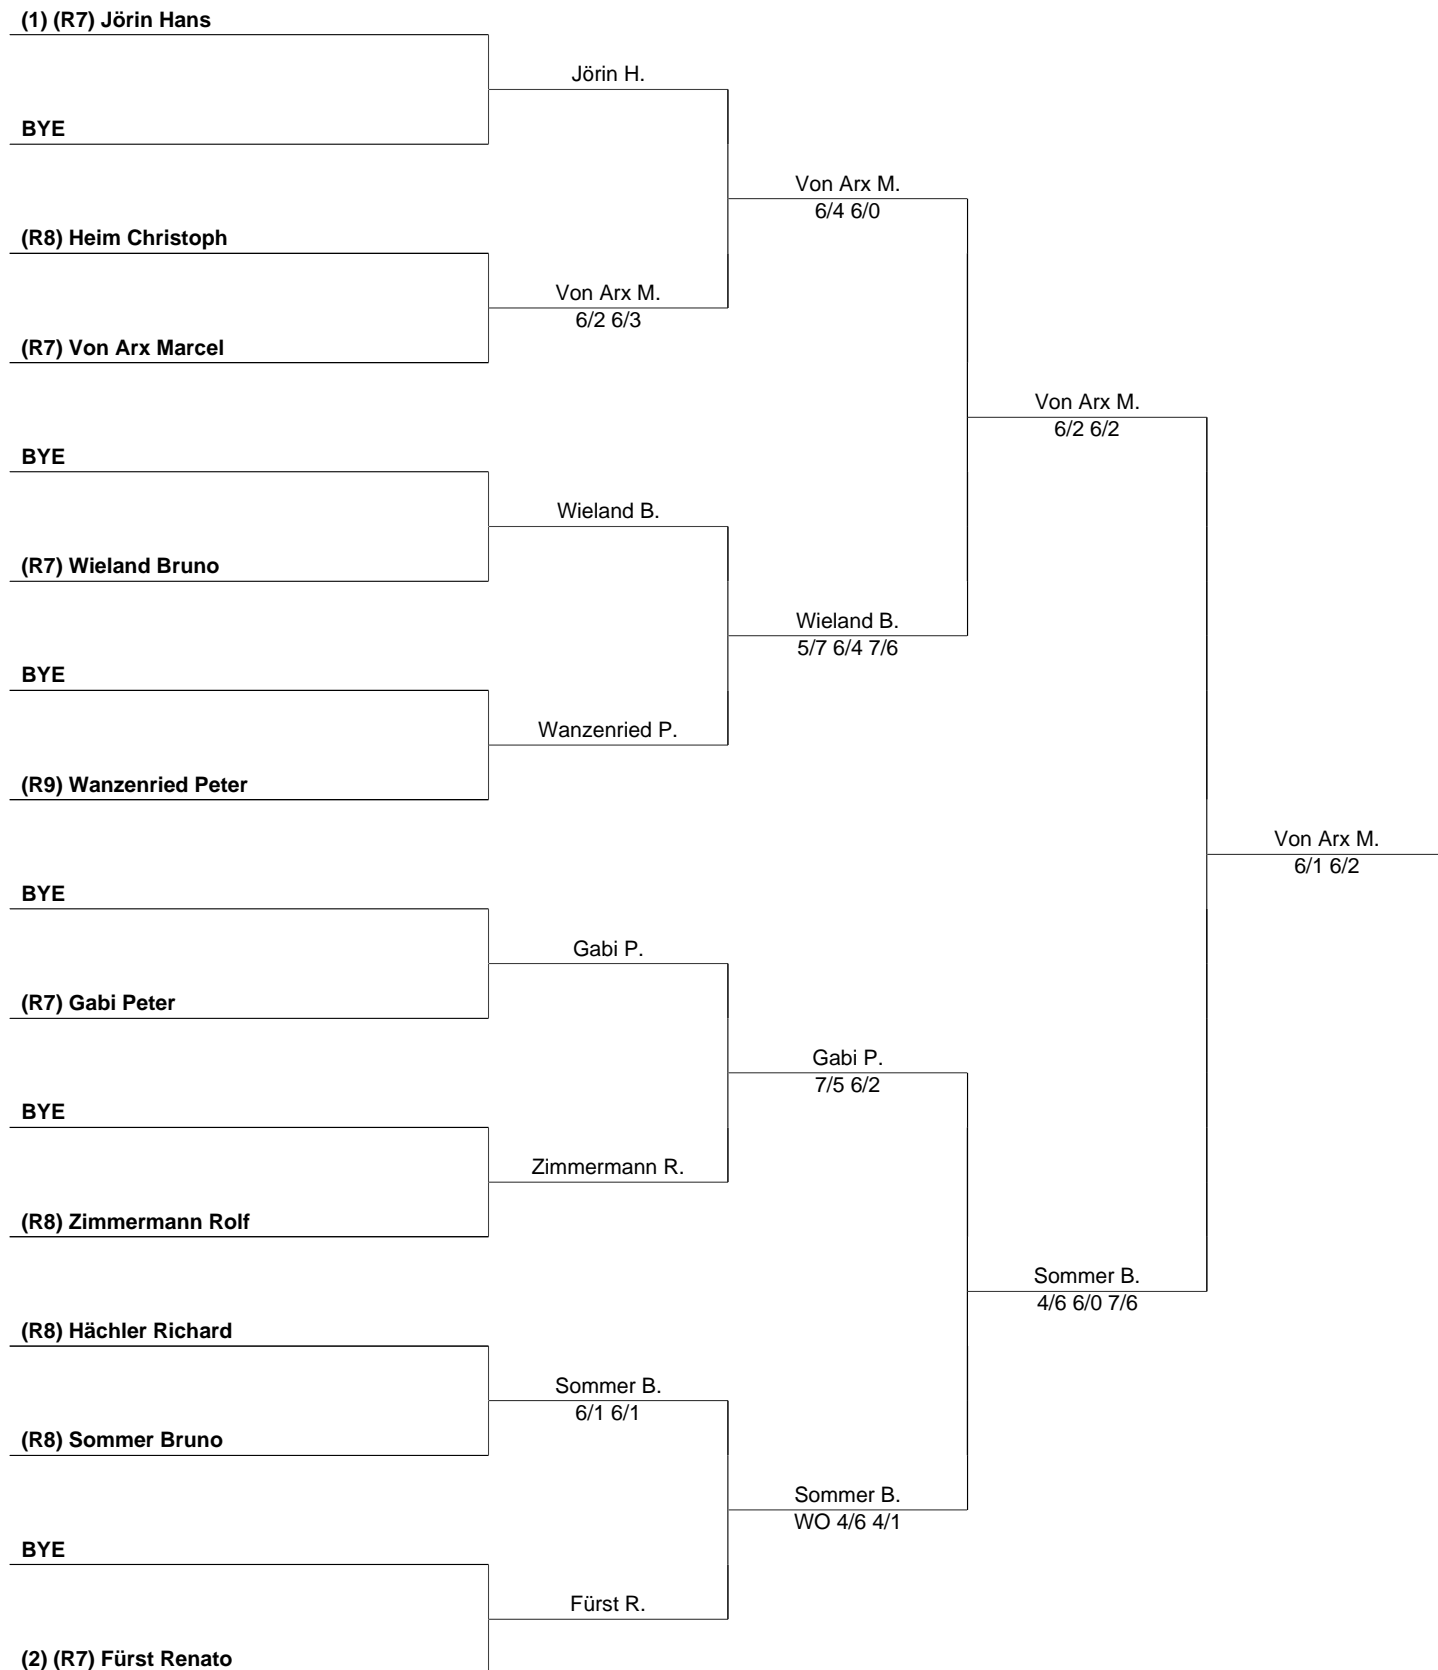 (1) (R7) Jörin Hans
Jörin H.
BYE
Von Arx M.
6/4 6/0
(R8) Heim Christoph
Von Arx M.
6/2 6/3
(R7) Von Arx Marcel
Von Arx M.
6/2 6/2
BYE
Wieland B.
(R7) Wieland Bruno
Wieland B.
5/7 6/4 7/6
BYE
Wanzenried P.
(R9) Wanzenried Peter
Von Arx M.
6/1 6/2
BYE
Gabi P.
(R7) Gabi Peter
Gabi P.
7/5 6/2
BYE
Zimmermann R.
(R8) Zimmermann Rolf
Sommer B.
4/6 6/0 7/6
(R8) Hächler Richard
Sommer B.
6/1 6/1
(R8) Sommer Bruno
Sommer B.
WO 4/6 4/1
BYE
Fürst R.
(2) (R7) Fürst Renato